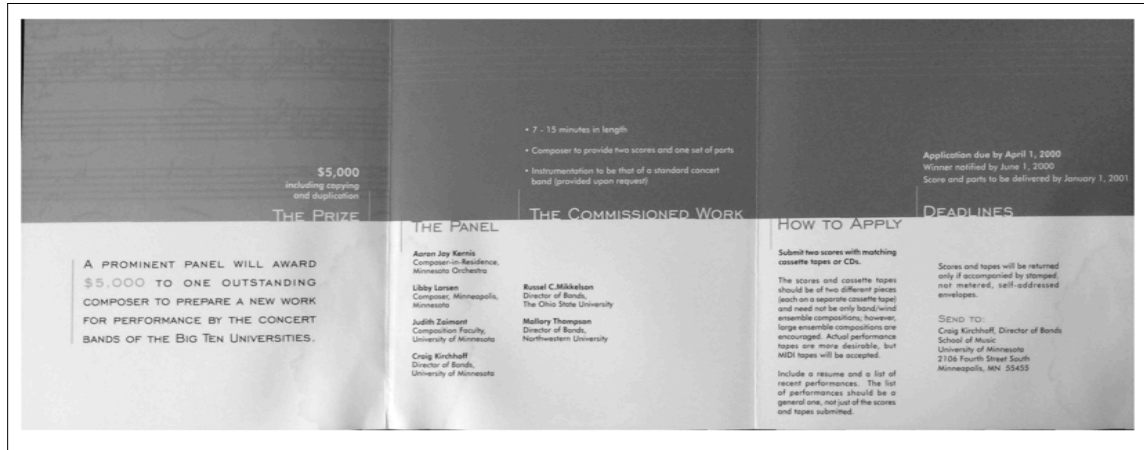 $5,000
including copying
and duplication
THE PRIZE
A PROMINENT PANEL WILL AWARD
$5,000 TO ONE OUTSTANDING
COMPOSER TO PREPARE A NEW WORK
FOR PERFORMANCE BY THE CONCERT
BANDS OF THE BIG TEN UNIVERSITIES.
• 7 - 15 minutes in length
• Composer to provide two scores and one set of parts
• Instrumentation to be that of a standard concert
band (provided upon request)
THE COMMISSIONED WORK
THE PANEL
Aaron Jay Kernis
Composer-in-Residence,
Minnesota Orchestra
Libby Larsen
Composer, Minneapolis,
Minnesota
Judith Zaimont
Composition Faculty,
University of Minnesota
Craig Kirchhoff
Director of Bands,
University of Minnesota
Russel C.Mikkelson
Director of Bands,
The Ohio State University
Mallory Thompson
Director of Bands,
Northwestern University
Application due by April 1, 2000
Winner notified by June 1, 2000
Score and parts to be delivered by January 1, 2001
DEADLINES
HOW TO APPLY
Submit two scores with matching
cassette tapes or CDs.
The scores and cassette tapes
should be of two different pieces
(each on a separate cassette tape)
and need not be only band/wind
ensemble compositions; however,
large ensemble compositions are
encouraged. Actual performance
tapes are more desirable, but
MIDI tapes will be accepted.
Include a resume and a list of
recent performances. The list
of performances should be a
general one, not just of the scores
and tapes submitted.
Scores and tapes will be returned
only if accompanied by stamped,
not metered, self-addressed
envelopes.
SEND TO:
Craig Kirchhoff, Director of Bands
School of Music
University of Minnesota
2106 Fourth Street South
Minneapolis, MN 55455